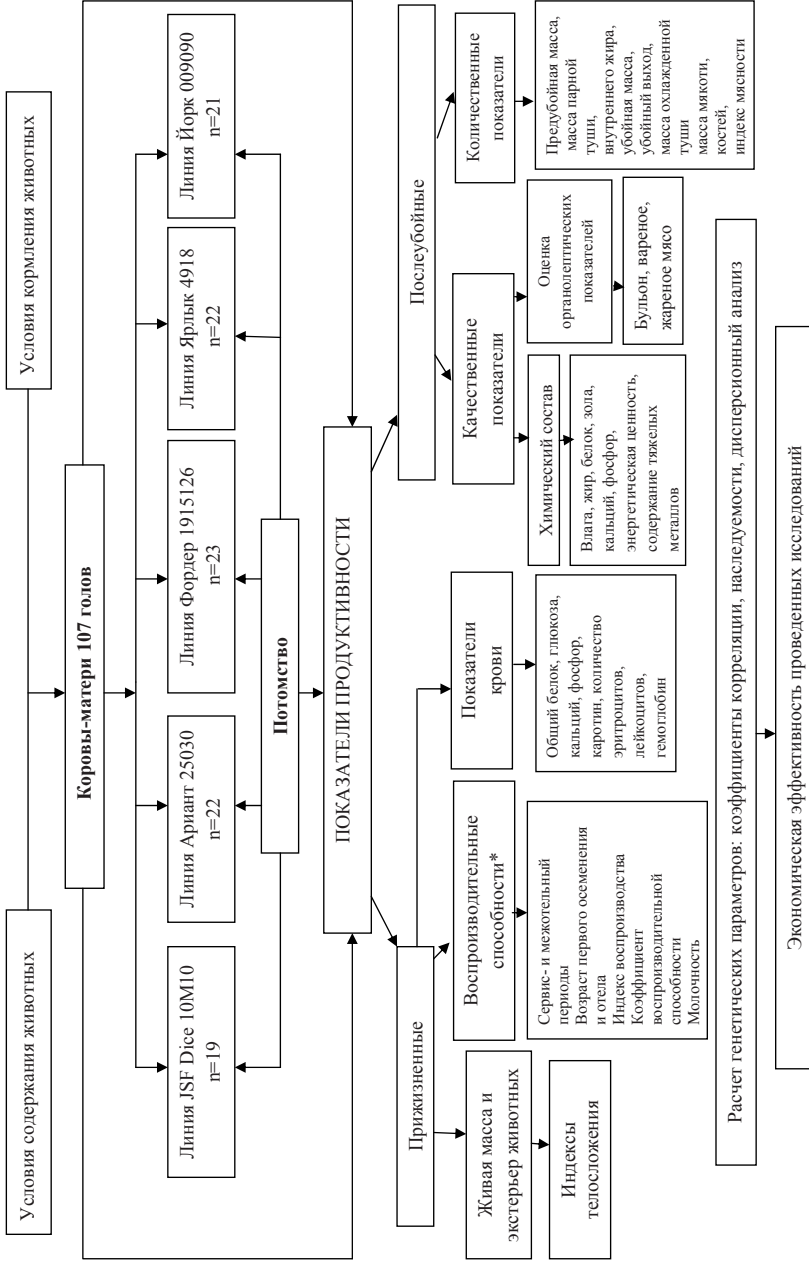 Условия содержания животных
Условия кормления животных
Коровы-матери 107 голов
Линия JSF Dice 10M10
n=19
Линия Ариант 25030
n=22
Линия Фордер 1915126
n=23
Линия Ярлык 4918
n=22
Линия Йорк 009090
n=21
Потомство
ПОКАЗАТЕЛИ ПРОДУКТИВНОСТИ
Прижизненные
Послеубойные
Живая масса и
экстерьер животных
Воспроизводительные
способности*
Показатели
крови
Качественные
показатели
Количественные
показатели
Индексы
телосложения
Сервис- и межотельный
периоды
Возраст первого осеменения
и отела
Индекс воспроизводства
Коэффициент
воспроизводительной
способности
Молочность
Общий белок, глюкоза,
кальций, фосфор,
каротин, количество
эритроцитов,
лейкоцитов,
гемоглобин
Химический состав
Влага, жир, белок, зола,
кальций, фосфор,
энергетическая ценность,
содержание тяжелых
металлов
Оценка
органолептических
показателей
Бульон, вареное,
жареное мясо
Предубойная масса,
масса парной
туши,
внутреннего жира,
убойная масса,
убойный выход,
масса охлажденной
туши
масса мякоти,
костей,
индекс мясности
Расчет генетических параметров: коэффициенты корреляции, наследуемости, дисперсионный анализ
Экономическая эффективность проведенных исследований